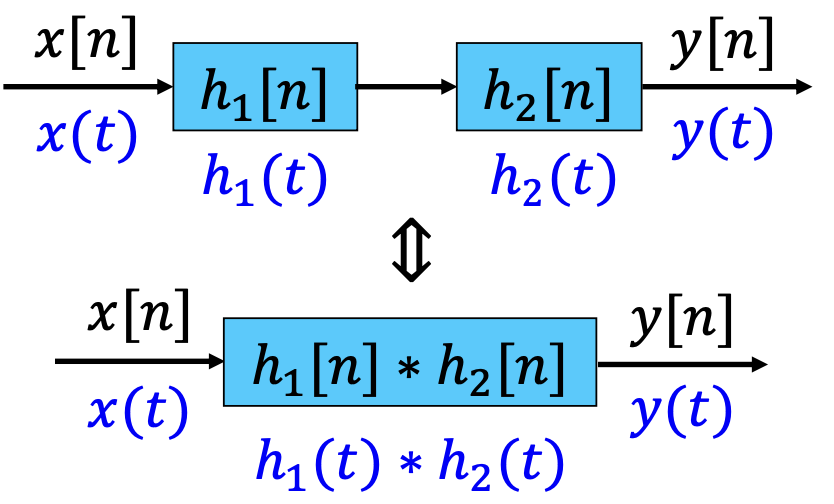 x[n] h₁[n] h₂[n] y[n]
x(t) h₁(t) h₂(t) y(t)
⇕
x[n] h₁[n] ∗ h₂[n] y[n]
x(t) h₁(t) ∗ h₂(t) y(t)